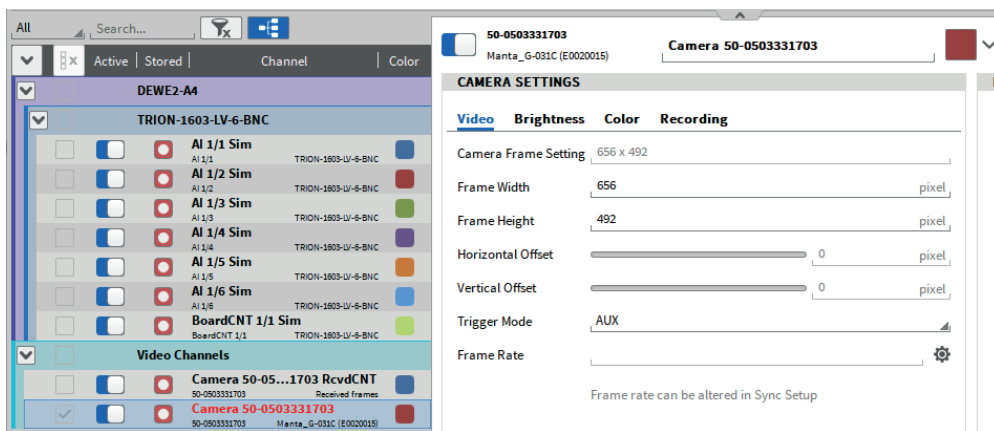 All
Search...
Active Stored Channel Color
DEWE2-A4
TRION-1603-LV-6-BNC
AI 1/1 Sim
AI 1/1 TRION-1603-LV-6-BNC
AI 1/2 Sim
AI 1/2 TRION-1603-LV-6-BNC
AI 1/3 Sim
AI 1/3 TRION-1603-LV-6-BNC
AI 1/4 Sim
AI 1/4 TRION-1603-LV-6-BNC
AI 1/5 Sim
AI 1/5 TRION-1603-LV-6-BNC
AI 1/6 Sim
AI 1/6 TRION-1603-LV-6-BNC
BoardCNT 1/1 Sim
BoardCNT 1/1 TRION-1603-LV-6-BNC
Video Channels
Camera 50-05...1703 RcvdCNT
50-0503331703 Received frames
Camera 50-0503331703
50-0503331703 Manta_G-031C (E0020015)
50-0503331703
Manta_G-031C (E0020015)
Camera 50-0503331703
CAMERA SETTINGS
Video Brightness Color Recording
Camera Frame Setting 656 x 492
Frame Width 656 pixel
Frame Height 492 pixel
Horizontal Offset 0 pixel
Vertical Offset 0 pixel
Trigger Mode AUX
Frame Rate
Frame rate can be altered in Sync Setup